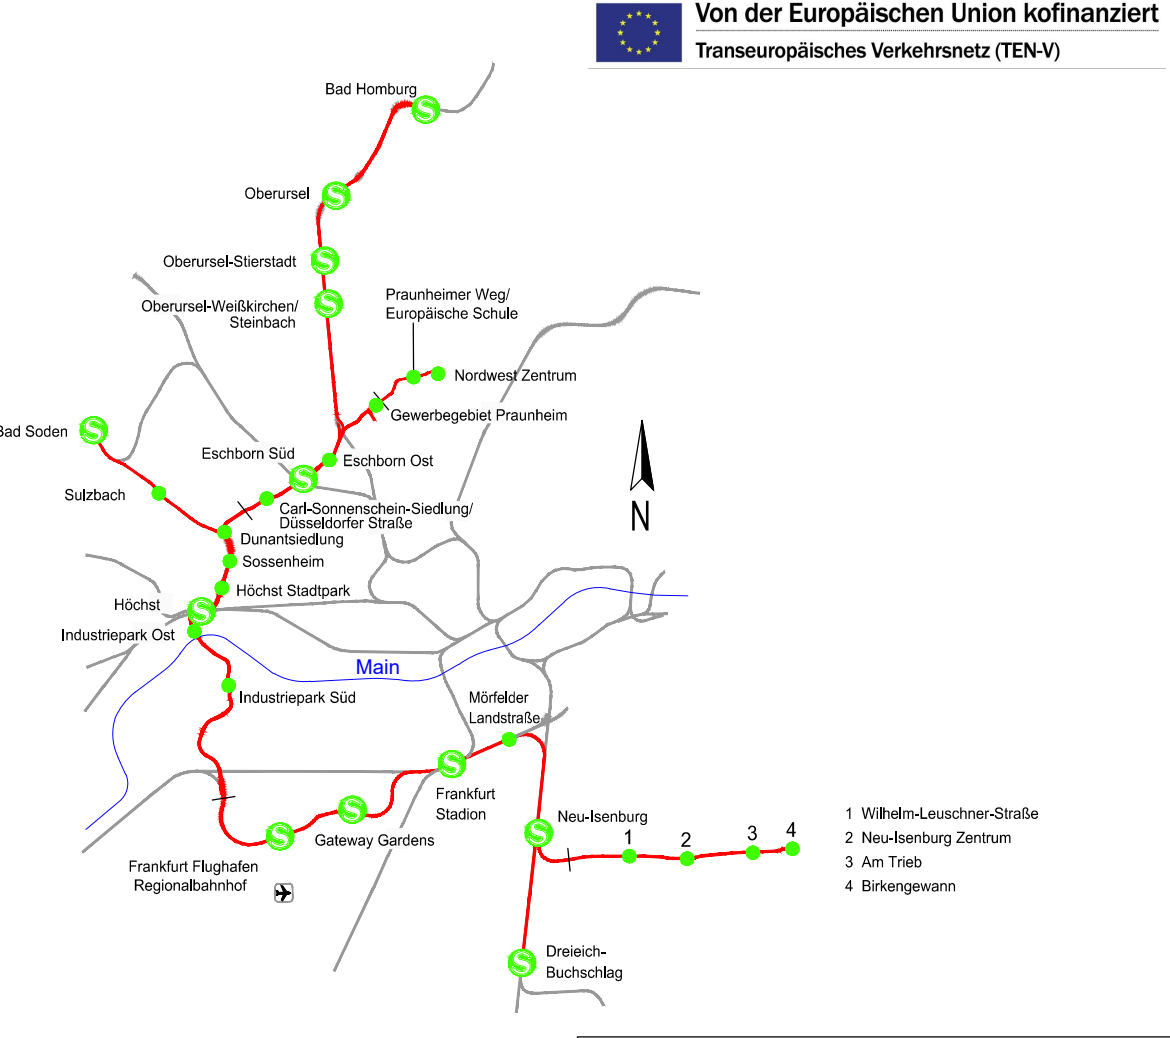 Von der Europäischen Union kofinanziert
Transeuropäisches Verkehrsnetz (TEN-V)
Bad Homburg
Oberursel
Oberursel-Stierstadt
Oberursel-Weißkirchen/
Steinbach
Praunheimer Weg/
Europäische Schule
Nordwest Zentrum
Gewerbegebiet Praunheim
Bad Soden
Eschborn Süd
Eschborn Ost
Sulzbach
Carl-Sonnenschein-Siedlung/
Düsseldorfer Straße
Dunantsiedlung
Sossenheim
Höchst Stadtpark
Höchst
Industriepark Ost
N
Main
Industriepark Süd
Mörfelder
Landstraße
Frankfurt
Stadion
Gateway Gardens
Frankfurt Flughafen
Regionalbahnhof
Neu-Isenburg
1
2
3
4
1 Wilhelm-Leuschner-Straße
2 Neu-Isenburg Zentrum
3 Am Trieb
4 Birkengewann
Dreieich-
Buchschlag
S
S
S
S
S
S
S
S
S
S
S
S